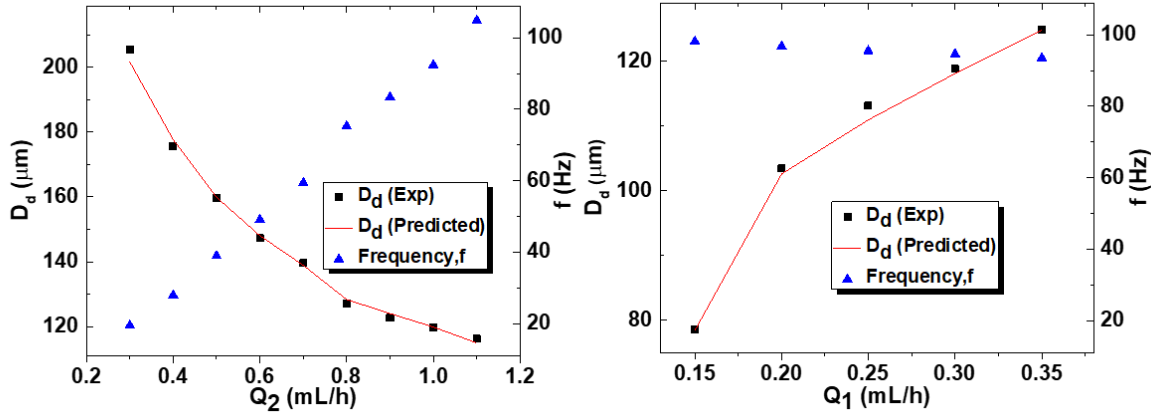 200
180
160
140
120
D_d (μm)
100
80
60
40
20
f (Hz)
D_d (Exp)
D_d (Predicted)
Frequency,f
0.2 0.4 0.6 0.8 1.0 1.2
Q_2 (mL/h)
120
100
80
D_d (μm)
100
80
60
40
20
f (Hz)
D_d (Exp)
D_d (Predicted)
Frequency,f
0.15 0.20 0.25 0.30 0.35
Q_1 (mL/h)